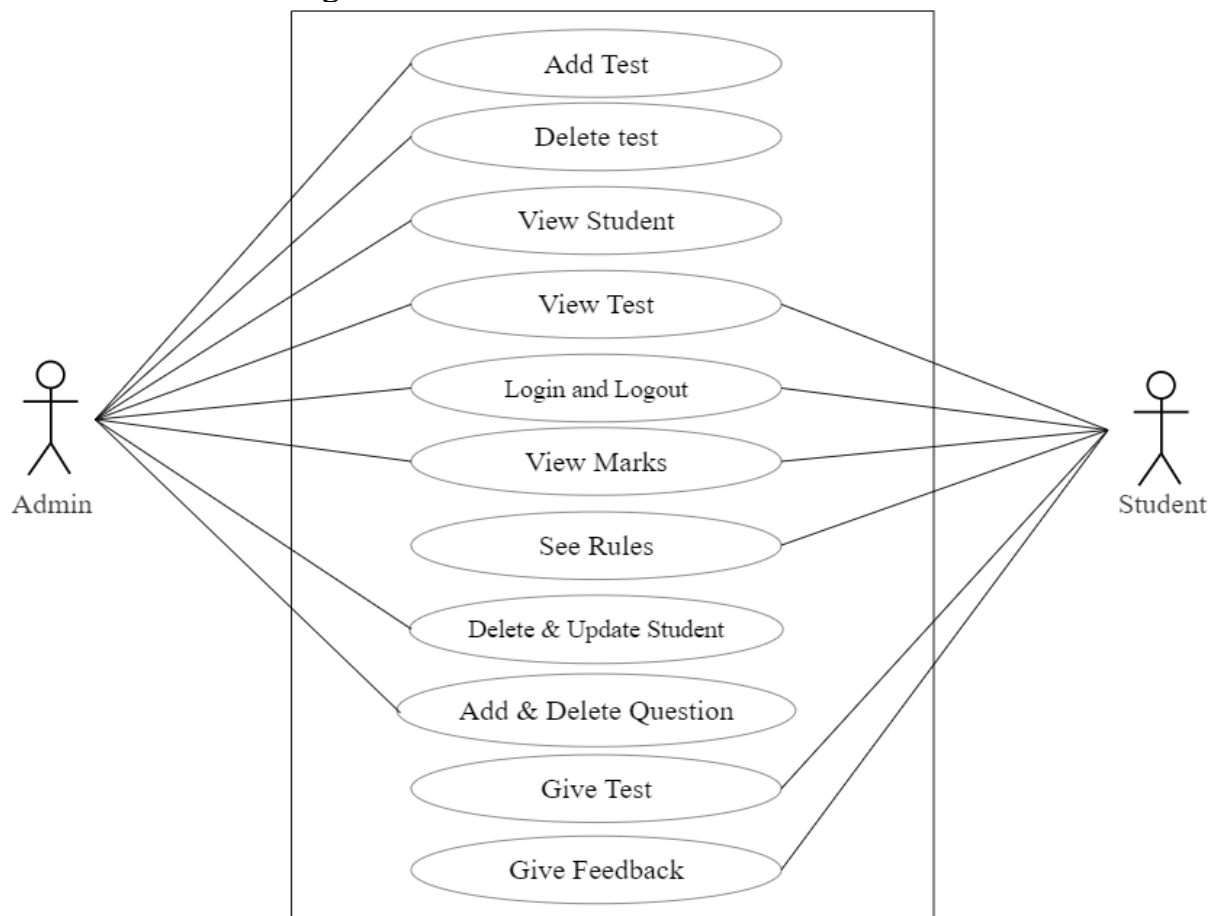 Add Test
Delete test
View Student
View Test
Login and Logout
View Marks
Admin
Student
See Rules
Delete & Update Student
Add & Delete Question
Give Test
Give Feedback